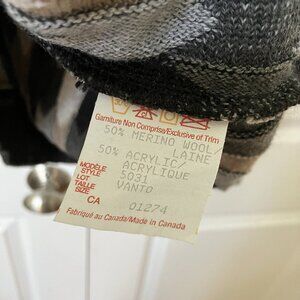 Garniture Non Comprise/Exclusive of Trim
50% MERINO WOOL/
LAINE
50% ACRYLIC/
ACRYLIQUE
MODÈLE
STYLE 5031
LOT VANTO
TAILLE
SIZE
CA 01274
Fabriqué au Canada/Made in Canada